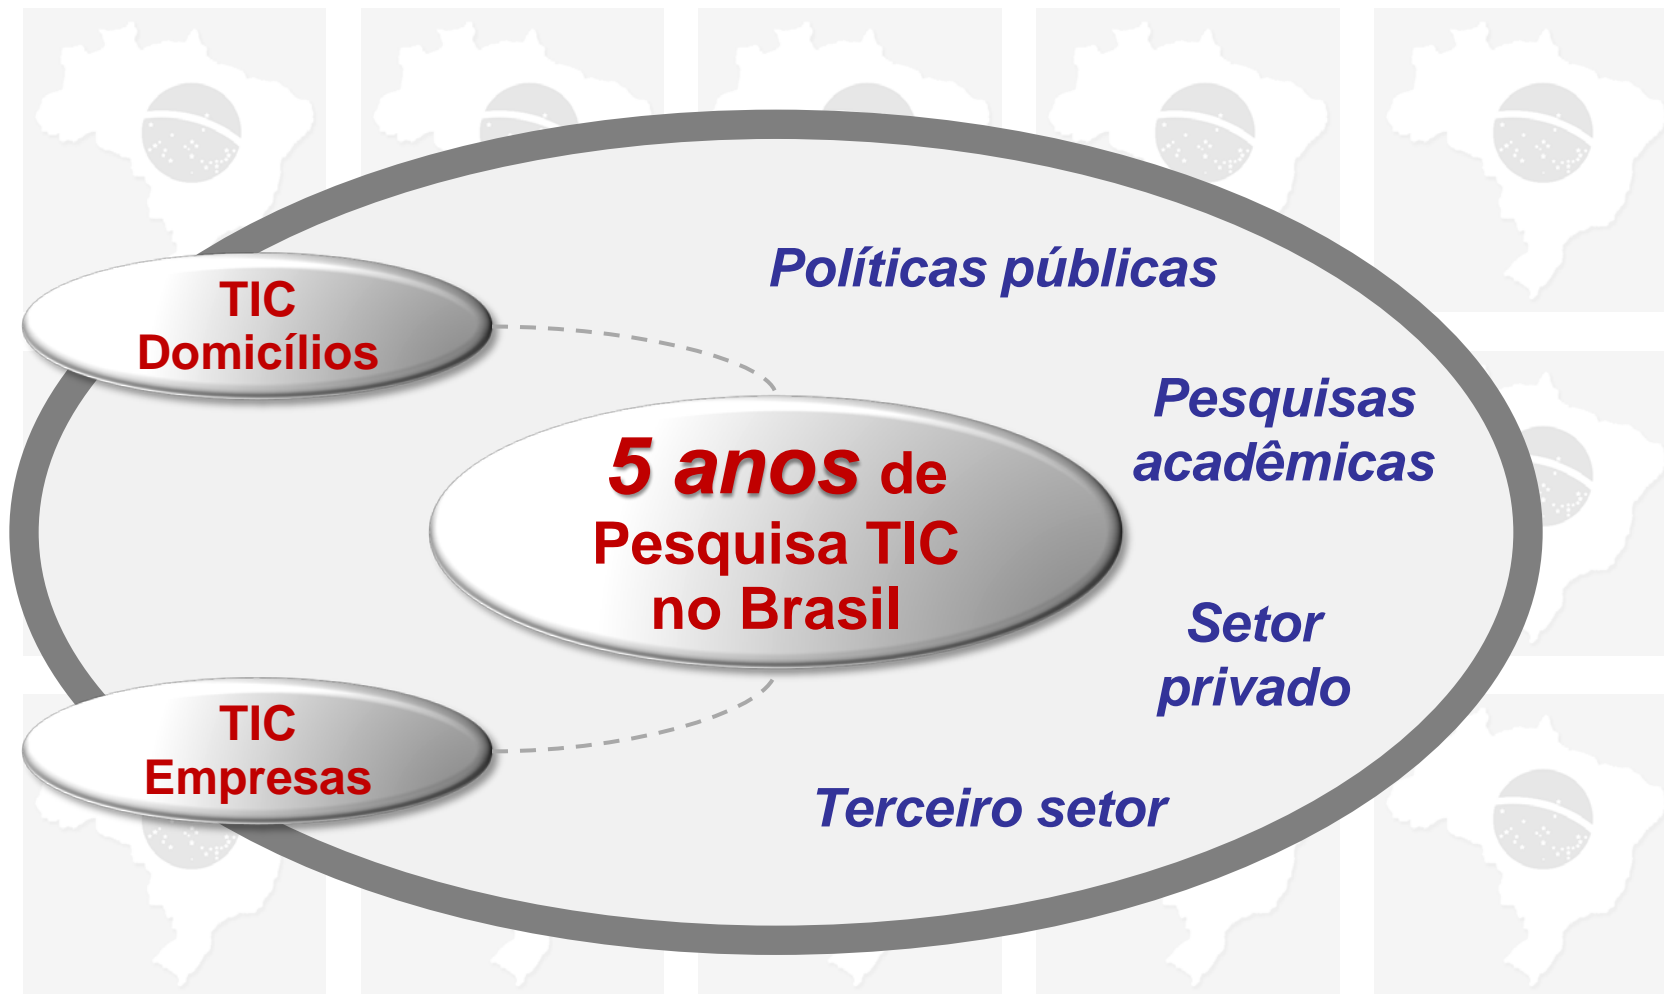 Políticas públicas
TIC
Domicílios
Pesquisas
acadêmicas
5 anos de
Pesquisa TIC
no Brasil
Setor
privado
TIC
Empresas
Terceiro setor